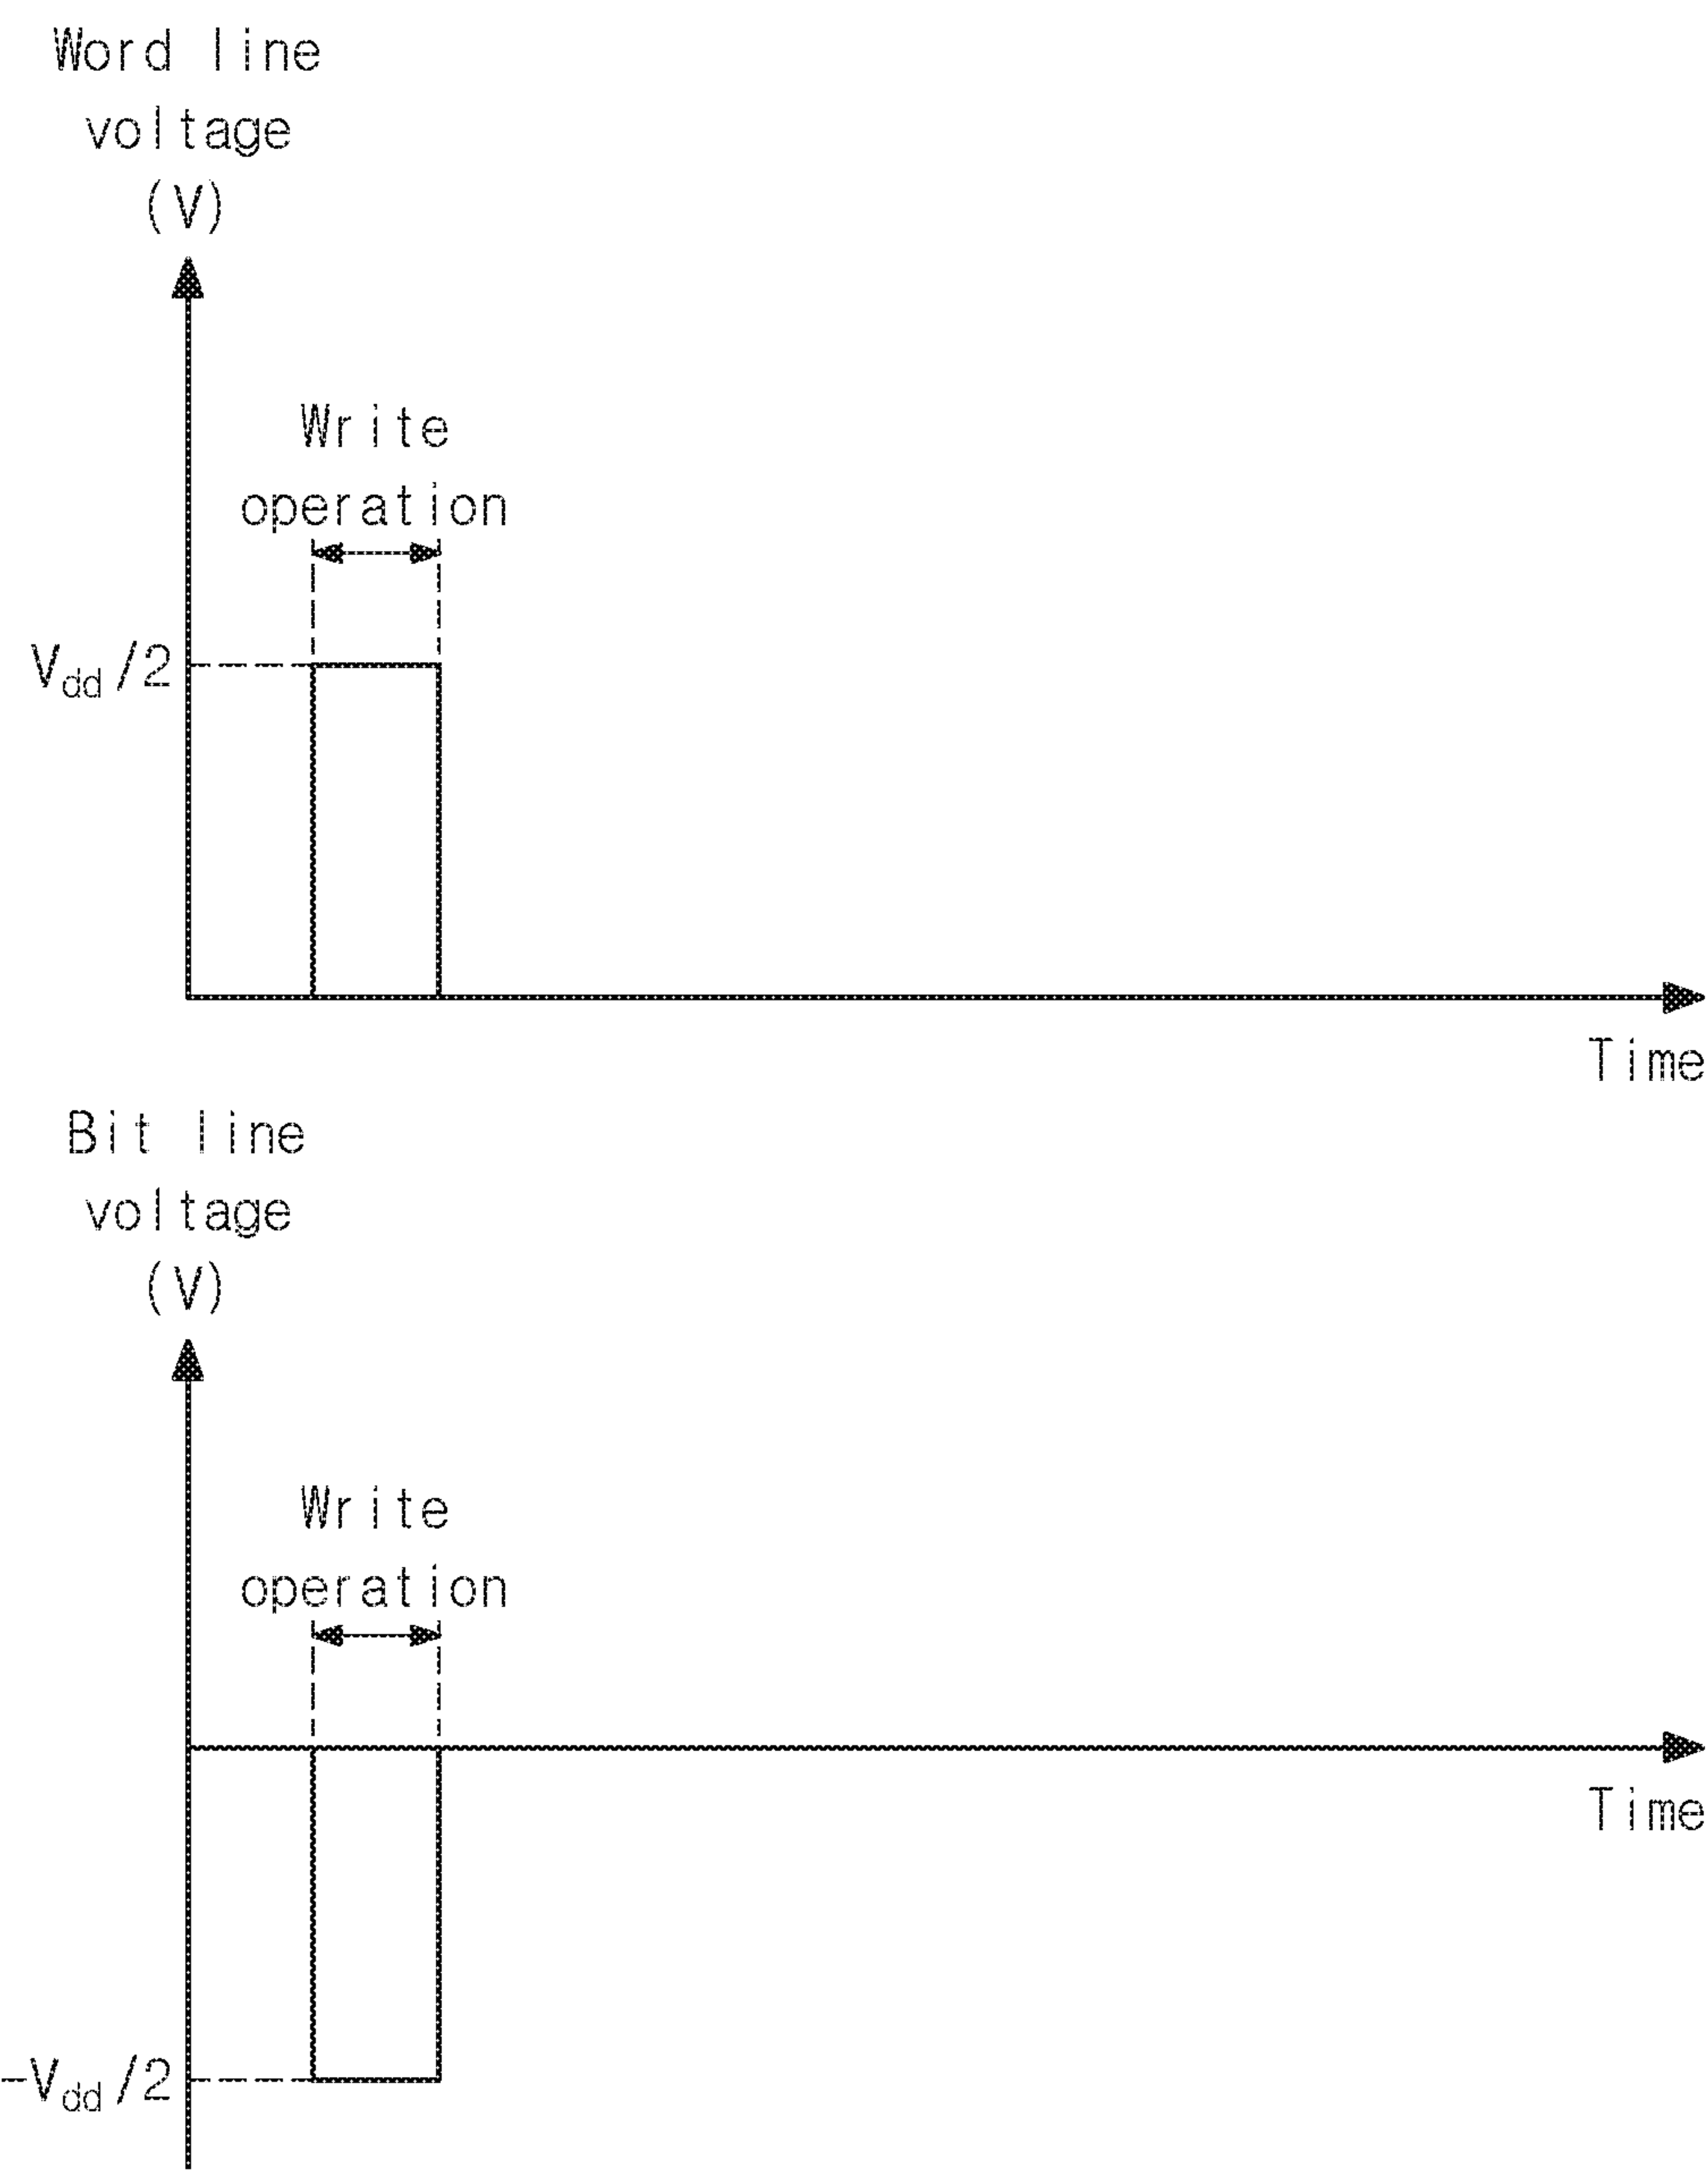 Word line
voltage
(V)
Write
operation
Vdd/2
Time
Bit line
voltage
(V)
Write
operation
Time
-Vdd/2